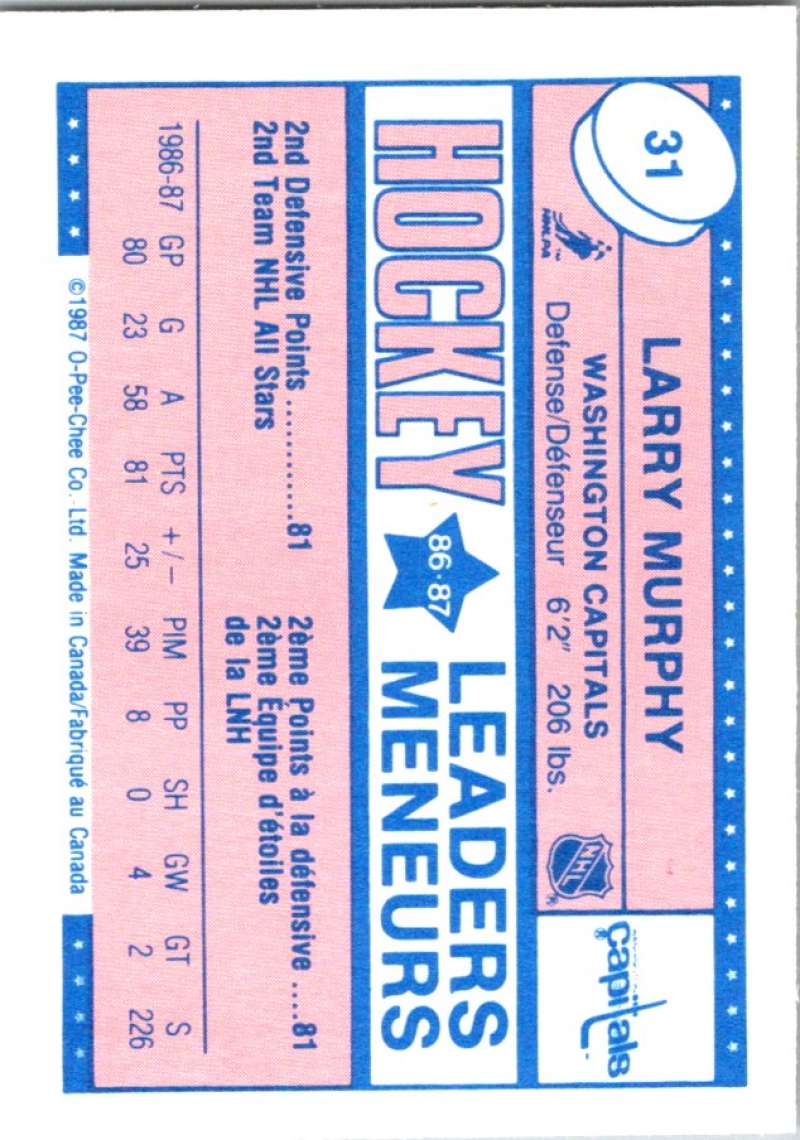 31
LARRY MURPHY
WASHINGTON CAPITALS
Defense/Défenseur 6'2" 206 lbs.
NHLPA™
NHL®
capitals
HOCKEY 86·87 LEADERS
MENEURS
2nd Defensive Points ............81
2nd Team NHL All Stars
2ème Points à la défensive ....81
2ème Équipe d'étoiles
de la LNH
1986-87 GP G A PTS +/− PIM PP SH GW GT S
80 23 58 81 25 39 8 0 4 2 226
©1987 O-Pee-Chee Co. Ltd. Made in Canada/Fabriqué au Canada